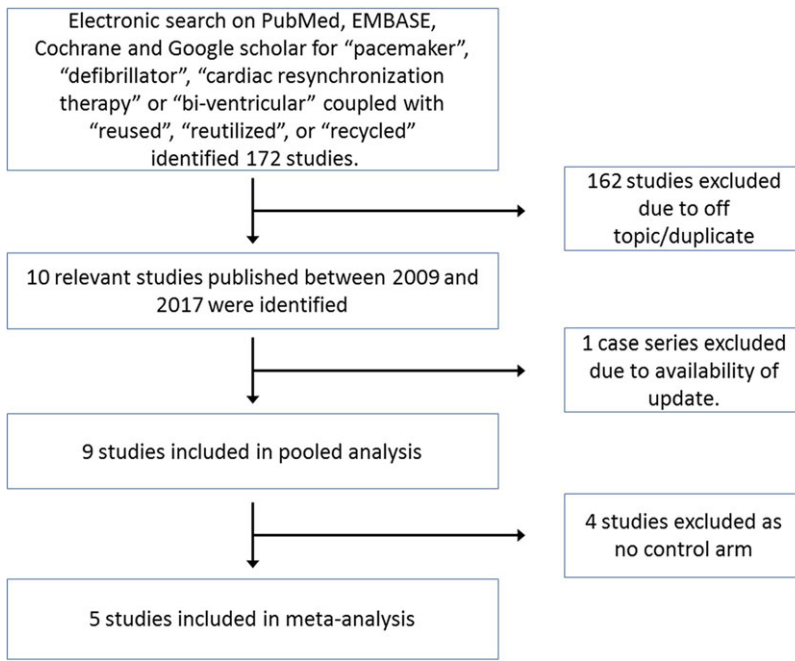 Electronic search on PubMed, EMBASE,
Cochrane and Google scholar for “pacemaker”,
“defibrillator”, “cardiac resynchronization
therapy” or “bi-ventricular” coupled with
“reused”, “reutilized”, or “recycled”
identified 172 studies.
162 studies excluded
due to off
topic/duplicate
10 relevant studies published between 2009 and
2017 were identified
1 case series excluded
due to availability of
update.
9 studies included in pooled analysis
4 studies excluded as
no control arm
5 studies included in meta-analysis